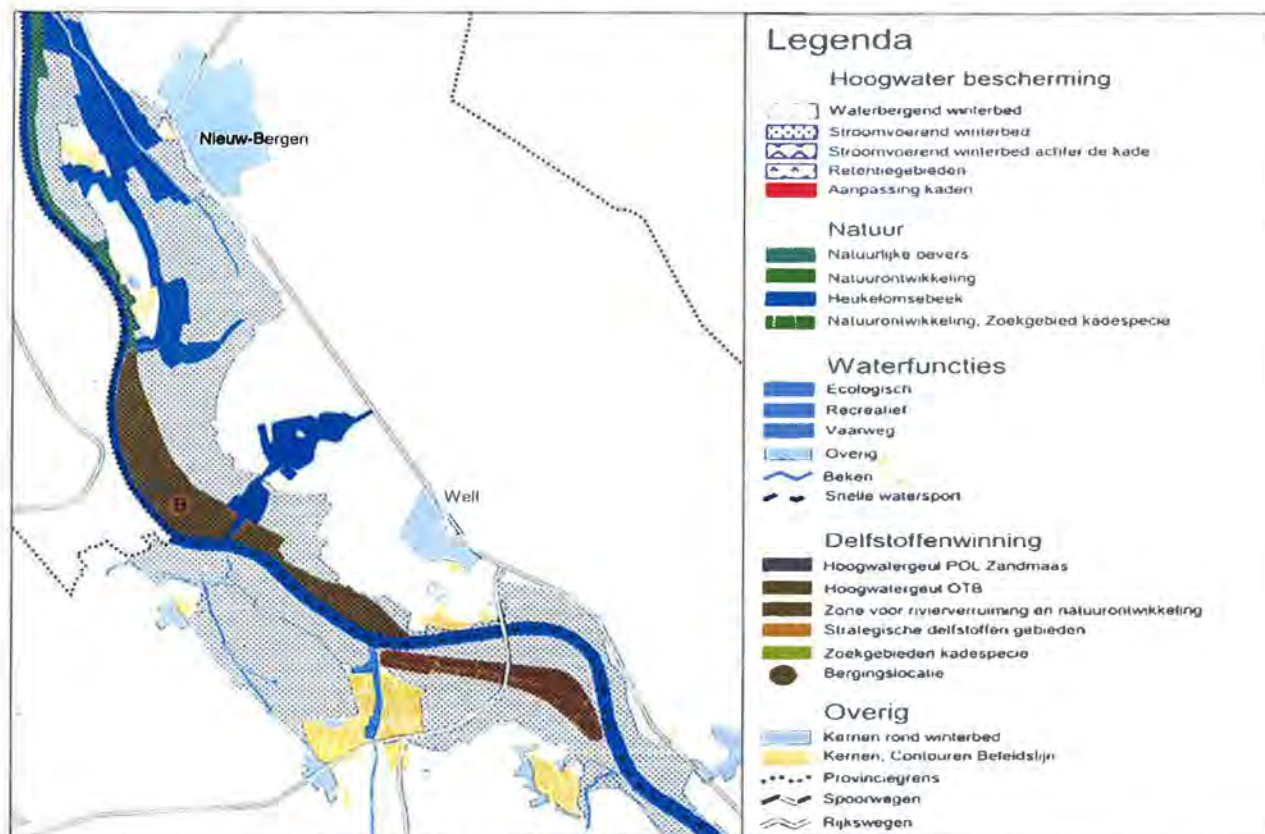 Nieuw-Bergen
Well
B
Legenda
Hoogwater bescherming
Waterbergend winterbed
Stroomvoerend winterbed
Stroomvoerend winterbed achter de kade
Retentiegebieden
Aanpassing kaden
Natuur
Natuurlijke oevers
Natuurontwikkeling
Heukelomsebeek
Natuurontwikkeling, Zoekgebied kadespecie
Waterfuncties
Ecologisch
Recreatief
Vaarweg
Overig
Beken
Snelle watersport
Delfstoffenwinning
Hoogwatergeul POL Zandmaas
Hoogwatergeul OTB
Zone voor rivierverruiming en natuurontwikkeling
Strategische delfstoffen gebieden
Zoekgebieden kadespecie
Bergingslocatie
Overig
Kernen rond winterbed
Kernen, Contouren Beleidslijn
Provinciegrens
Spoorwegen
Rijkswegen